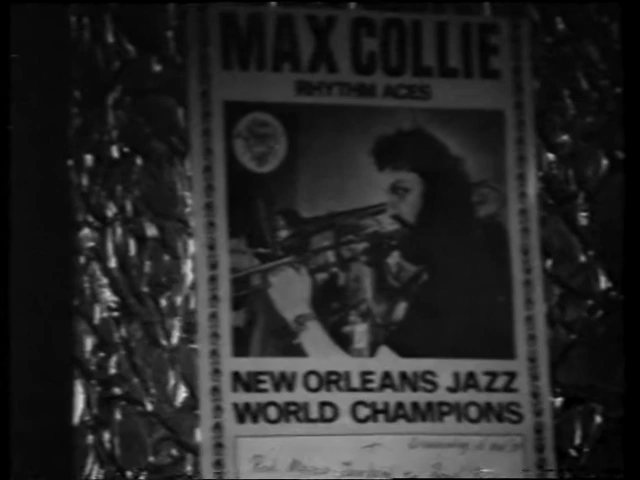 MAX COLLIE
RHYTHM ACES
NEW ORLEANS JAZZ
WORLD CHAMPIONS